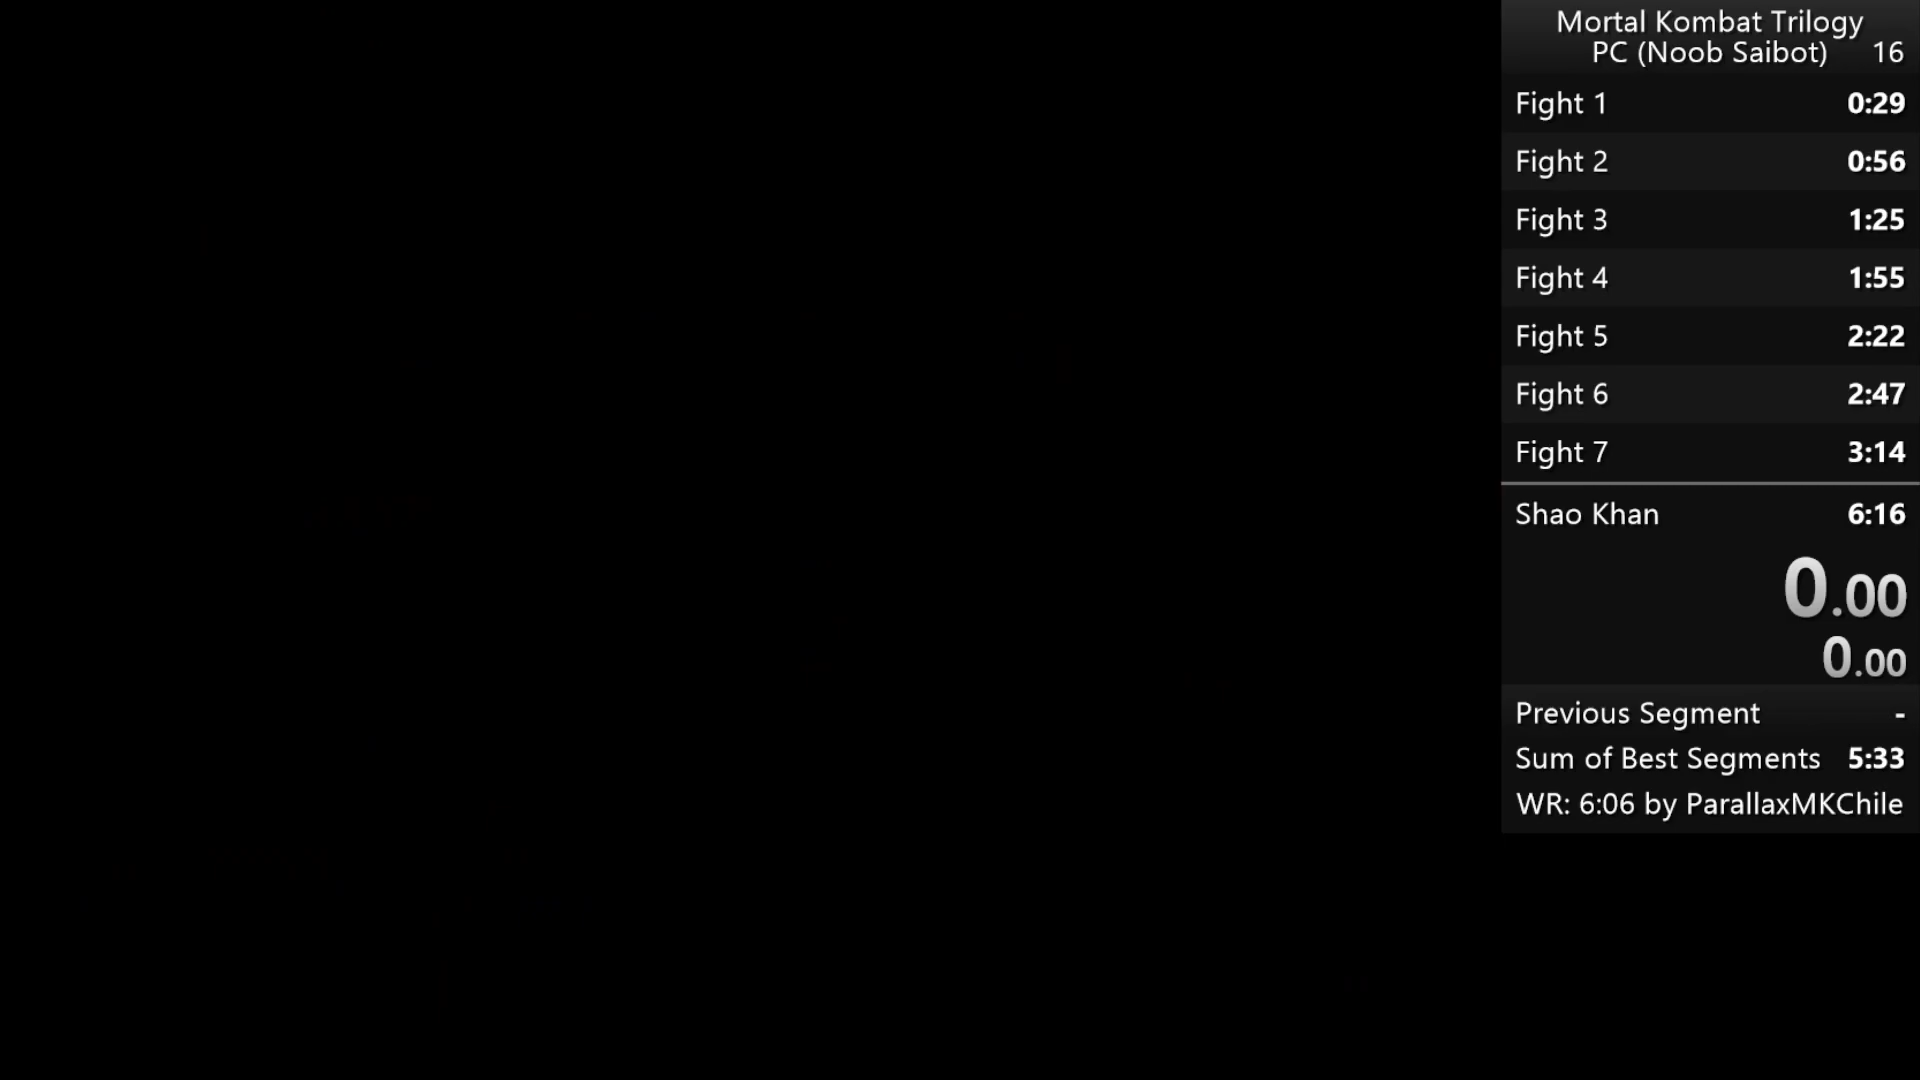 Mortal Kombat Trilogy
PC (Noob Saibot) 16
Fight 1 0:29
Fight 2 0:56
Fight 3 1:25
Fight 4 1:55
Fight 5 2:22
Fight 6 2:47
Fight 7 3:14
Shao Khan 6:16
0.00
0.00
Previous Segment -
Sum of Best Segments 5:33
WR: 6:06 by ParallaxMKChile